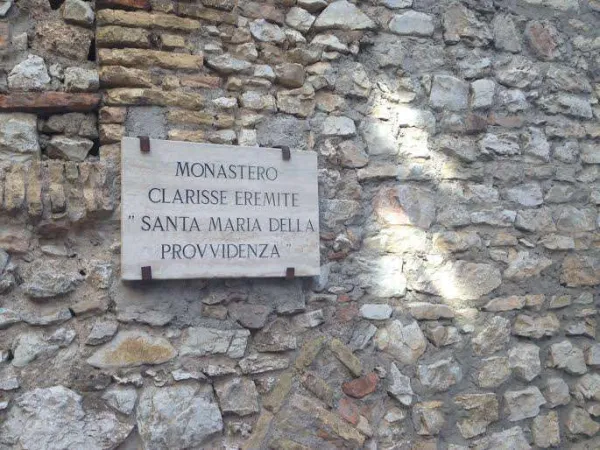 MONASTERO
CLARISSE EREMITE
" SANTA MARIA DELLA
PROVVIDENZA "